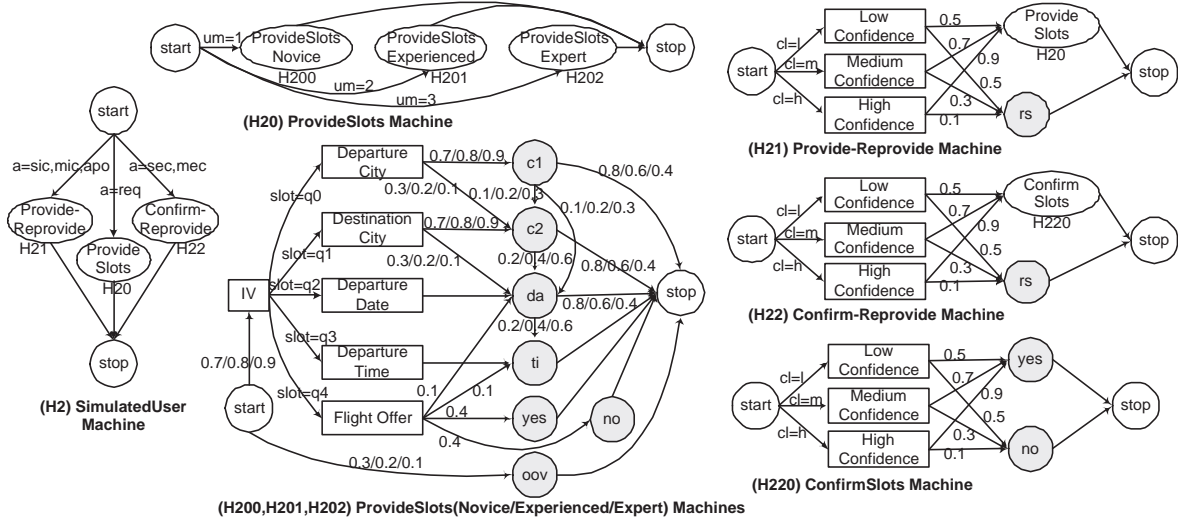 start
um=1
ProvideSlots
Novice
H200
ProvideSlots
Experienced
H201
ProvideSlots
Expert
H202
stop
um=2
um=3
(H20) ProvideSlots Machine
start
a=sic,mic,apo
a=req
a=sec,mec
Provide-
Reprovide
H21
Provide
Slots
H20
Confirm-
Reprovide
H22
stop
(H2) SimulatedUser
Machine
Departure
City
0.7/0.8/0.9
c1
0.8/0.6/0.4
0.3/0.2/0.1
0.1/0.2/0.3
0.1/0.2/0.3
slot=q0
Destination
City
0.7/0.8/0.9
c2
slot=q1
0.3/0.2/0.1
0.2/0.4/0.6
0.8/0.6/0.4
IV
slot=q2
Departure
Date
da
0.8/0.6/0.4
stop
0.2/0.4/0.6
slot=q3
Departure
Time
ti
0.7/0.8/0.9
0.1
0.1
slot=q4
start
Flight Offer
0.4
yes
no
0.4
0.3/0.2/0.1
oov
(H200,H201,H202) ProvideSlots(Novice/Experienced/Expert) Machines
start
cl=l
cl=m
cl=h
Low
Confidence
Medium
Confidence
High
Confidence
0.5
0.7
0.9
0.5
0.3
0.1
Provide
Slots
H20
rs
stop
(H21) Provide-Reprovide Machine
start
cl=l
cl=m
cl=h
Low
Confidence
Medium
Confidence
High
Confidence
0.5
0.7
0.9
0.5
0.3
0.1
Confirm
Slots
H220
rs
stop
(H22) Confirm-Reprovide Machine
start
cl=l
cl=m
cl=h
Low
Confidence
Medium
Confidence
High
Confidence
0.5
0.7
0.9
0.5
0.3
0.1
yes
no
stop
(H220) ConfirmSlots Machine